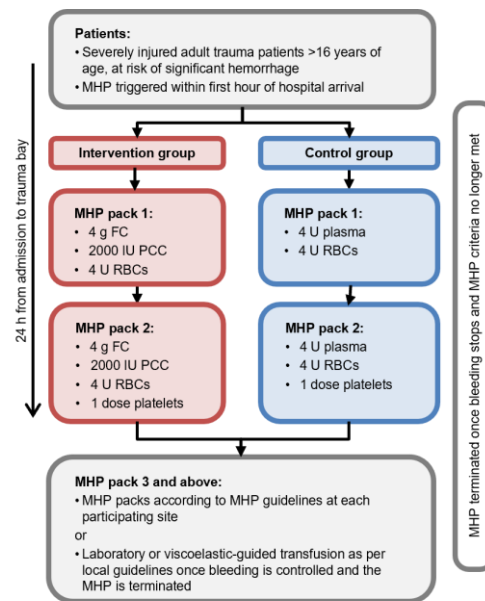 Patients:
• Severely injured adult trauma patients >16 years of
age, at risk of significant hemorrhage
• MHP triggered within first hour of hospital arrival
24 h from admission to trauma bay
Intervention group
Control group
MHP pack 1:
• 4 g FC
• 2000 IU PCC
• 4 U RBCs
MHP pack 1:
• 4 U plasma
• 4 U RBCs
MHP pack 2:
• 4 g FC
• 2000 IU PCC
• 4 U RBCs
• 1 dose platelets
MHP pack 2:
• 4 U plasma
• 4 U RBCs
• 1 dose platelets
MHP terminated once bleeding stops and MHP criteria no longer met
MHP pack 3 and above:
• MHP packs according to MHP guidelines at each
participating site
or
• Laboratory or viscoelastic-guided transfusion as per
local guidelines once bleeding is controlled and the
MHP is terminated